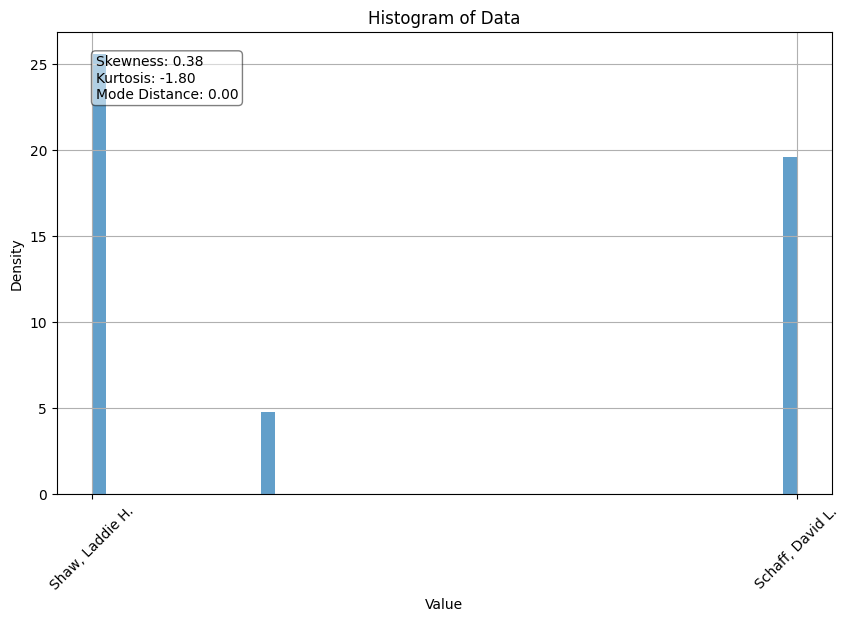 Histogram of Data
Skewness: 0.38
Kurtosis: -1.80
Mode Distance: 0.00
25
20
15
10
5
0
Density
Shaw, Laddie H.
Schaff, David L.
Value